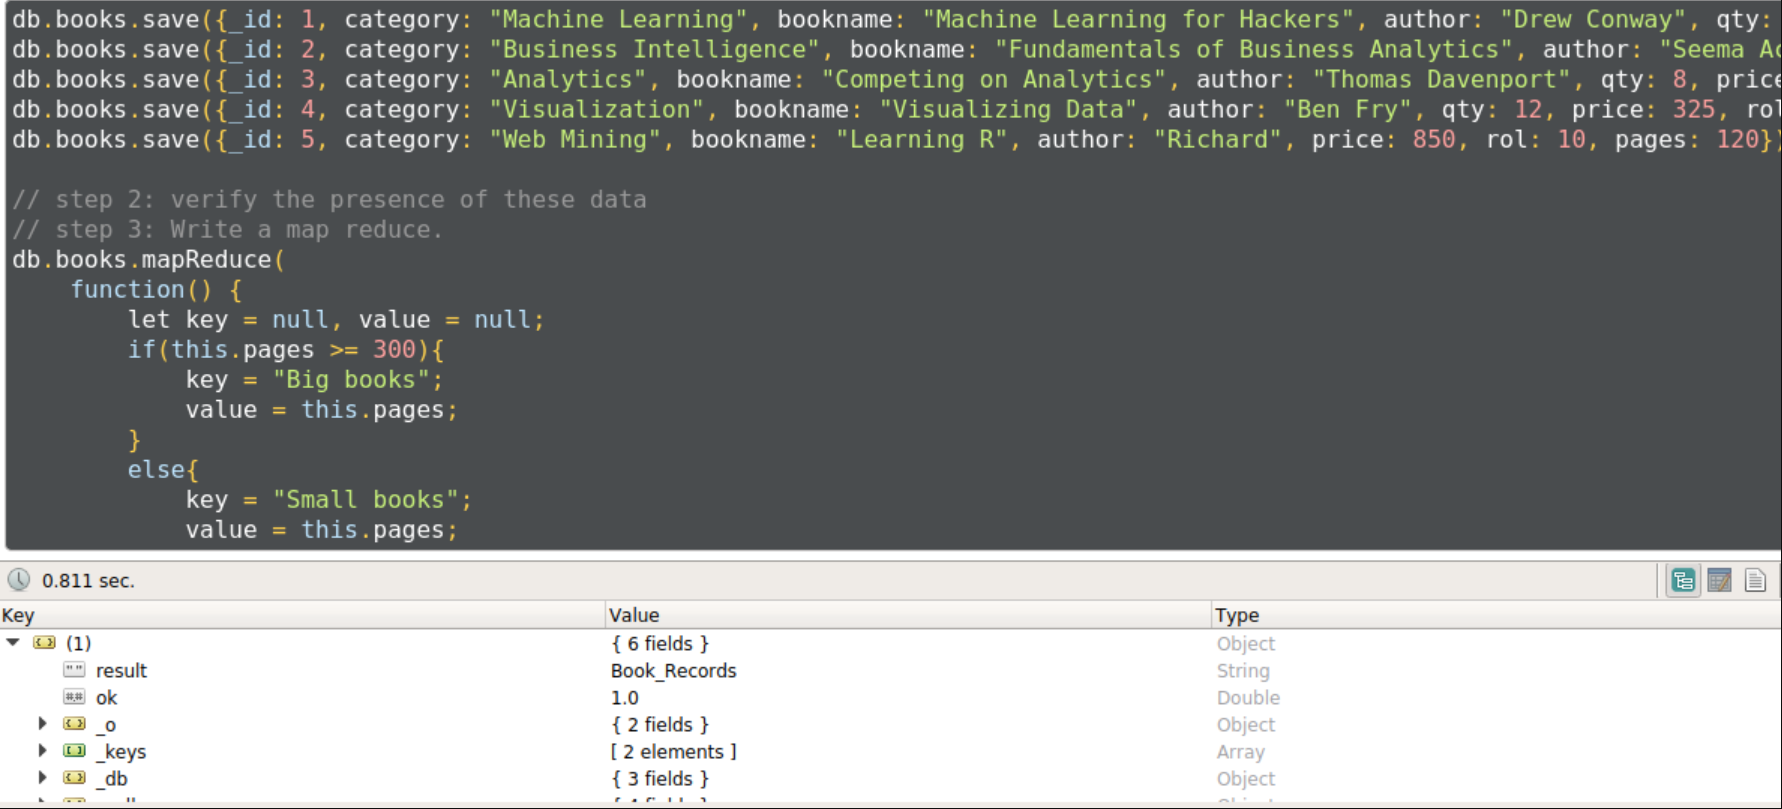 db.books.save({_id: 1, category: "Machine Learning", bookname: "Machine Learning for Hackers", author: "Drew Conway", qty:
db.books.save({_id: 2, category: "Business Intelligence", bookname: "Fundamentals of Business Analytics", author: "Seema
db.books.save({_id: 3, category: "Analytics", bookname: "Competing on Analytics", author: "Thomas Davenport", qty: 8, price
db.books.save({_id: 4, category: "Visualization", bookname: "Visualizing Data", author: "Ben Fry", qty: 12, price: 325, rol
db.books.save({_id: 5, category: "Web Mining", bookname: "Learning R", author: "Richard", price: 850, rol: 10, pages: 120})
// step 2: verify the presence of these data
// step 3: Write a map reduce.
db.books.mapReduce(
function() {
let key = null, value = null;
if(this.pages >= 300){
key = "Big books";
value = this.pages;
}
else{
key = "Small books";
value = this.pages;
0.811 sec.
Key Value Type
(1) { 6 fields } Object
result Book_Records String
ok 1.0 Double
_o { 2 fields } Object
_keys [ 2 elements ] Array
_db { 3 fields } Object